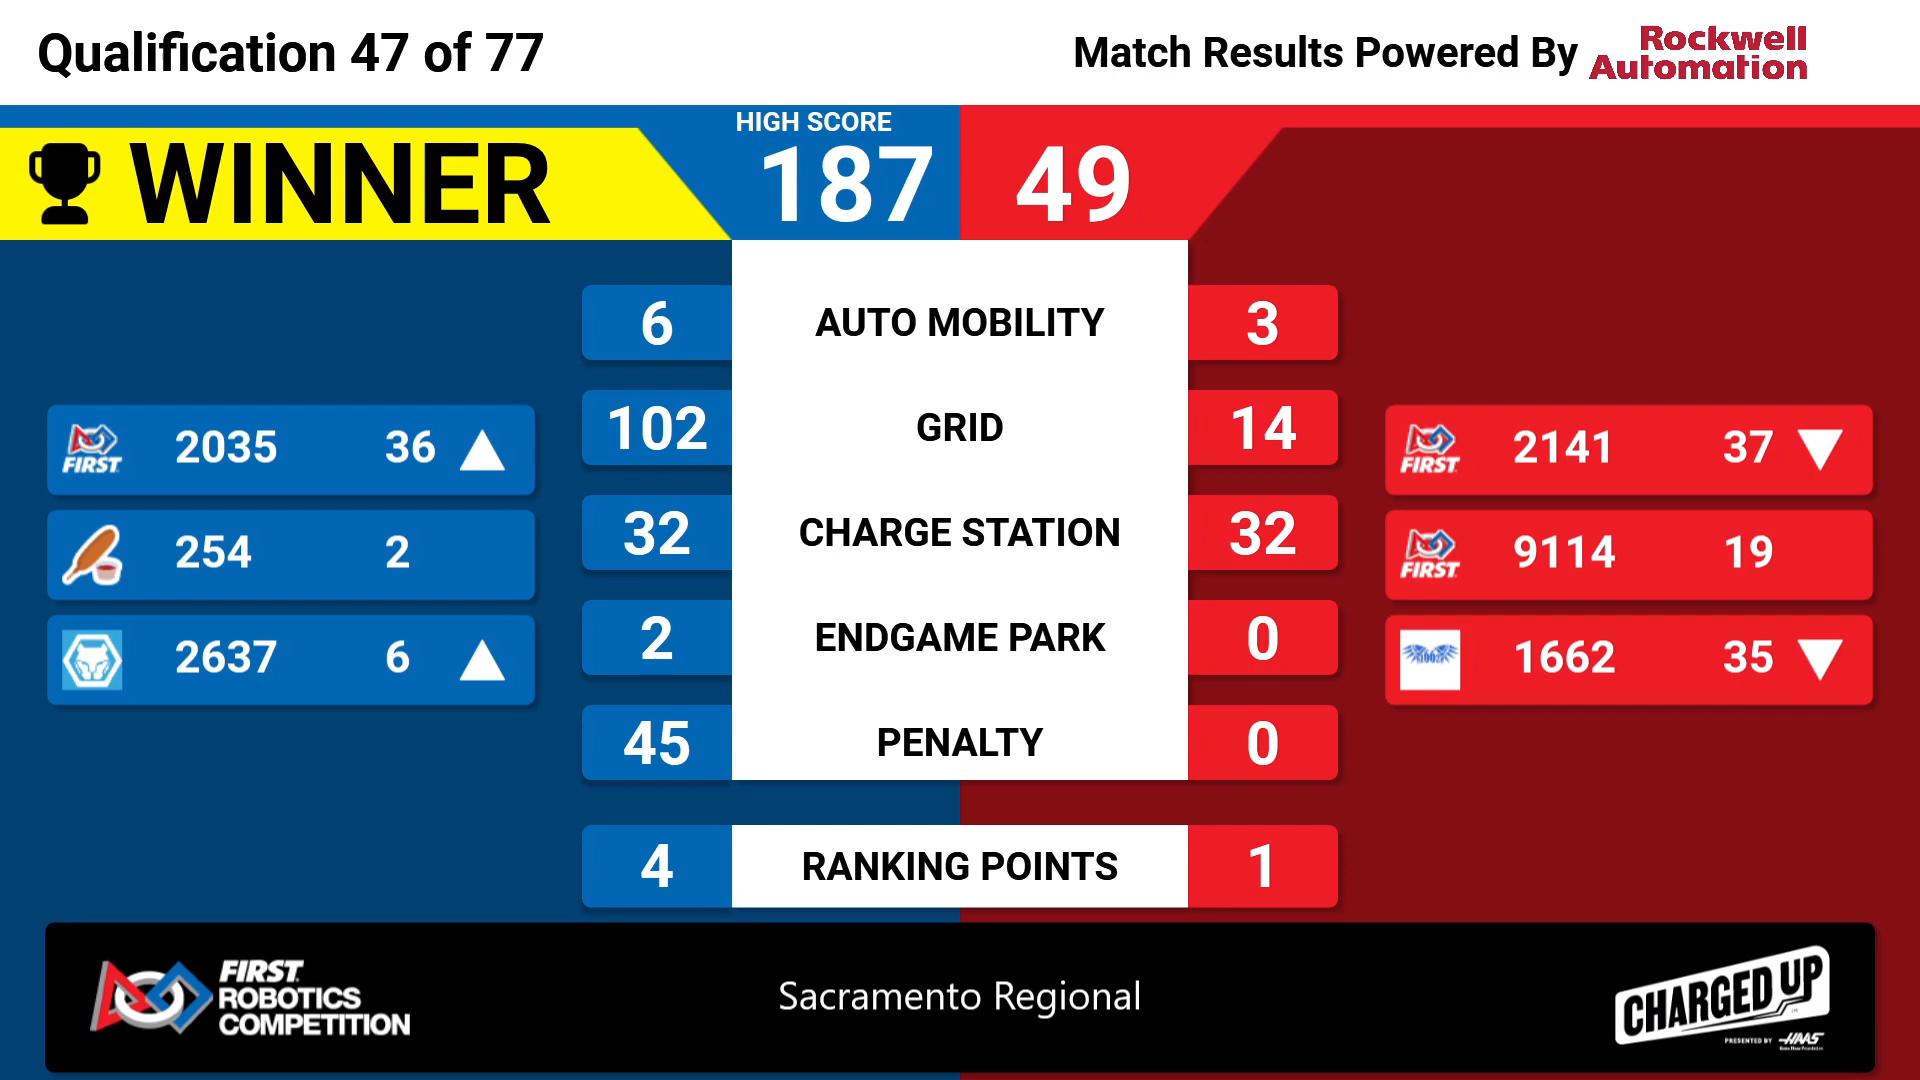 Qualification 47 of 77
Match Results Powered By Rockwell Automation
WINNER
HIGH SCORE
187 49
6 AUTO MOBILITY 3
102 GRID 14
32 CHARGE STATION 32
2 ENDGAME PARK 0
45 PENALTY 0
4 RANKING POINTS 1
FIRST 2035 36
254 2
2637 6
FIRST 2141 37
FIRST 9114 19
1662 35
FIRST
ROBOTICS
COMPETITION
Sacramento Regional
CHARGED UP
PRESENTED BY HAAS